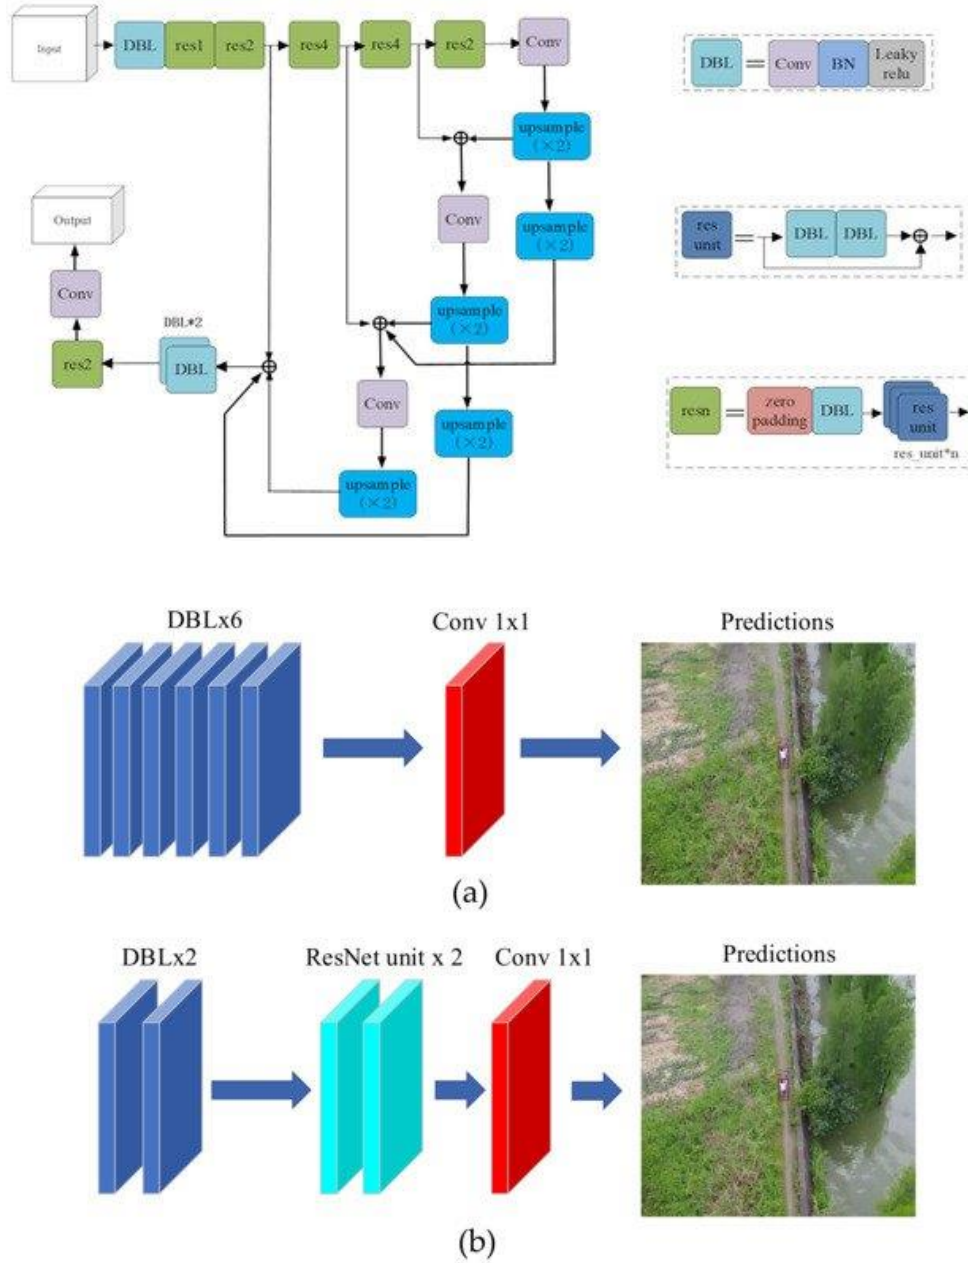 Input
DBL
res1
res2
res4
res4
res2
Conv
upsample
(×2)
Conv
upsample
(×2)
upsample
(×2)
Conv
upsample
(×2)
upsample
(×2)
DBL*2
DBL
res2
Conv
Output
DBL = Conv BN Leaky
relu
res
unit = DBL DBL
resn = zero
padding DBL res
unit
res_unit*n
DBLx6
Conv 1x1
Predictions
(a)
DBLx2
ResNet unit x 2
Conv 1x1
Predictions
(b)